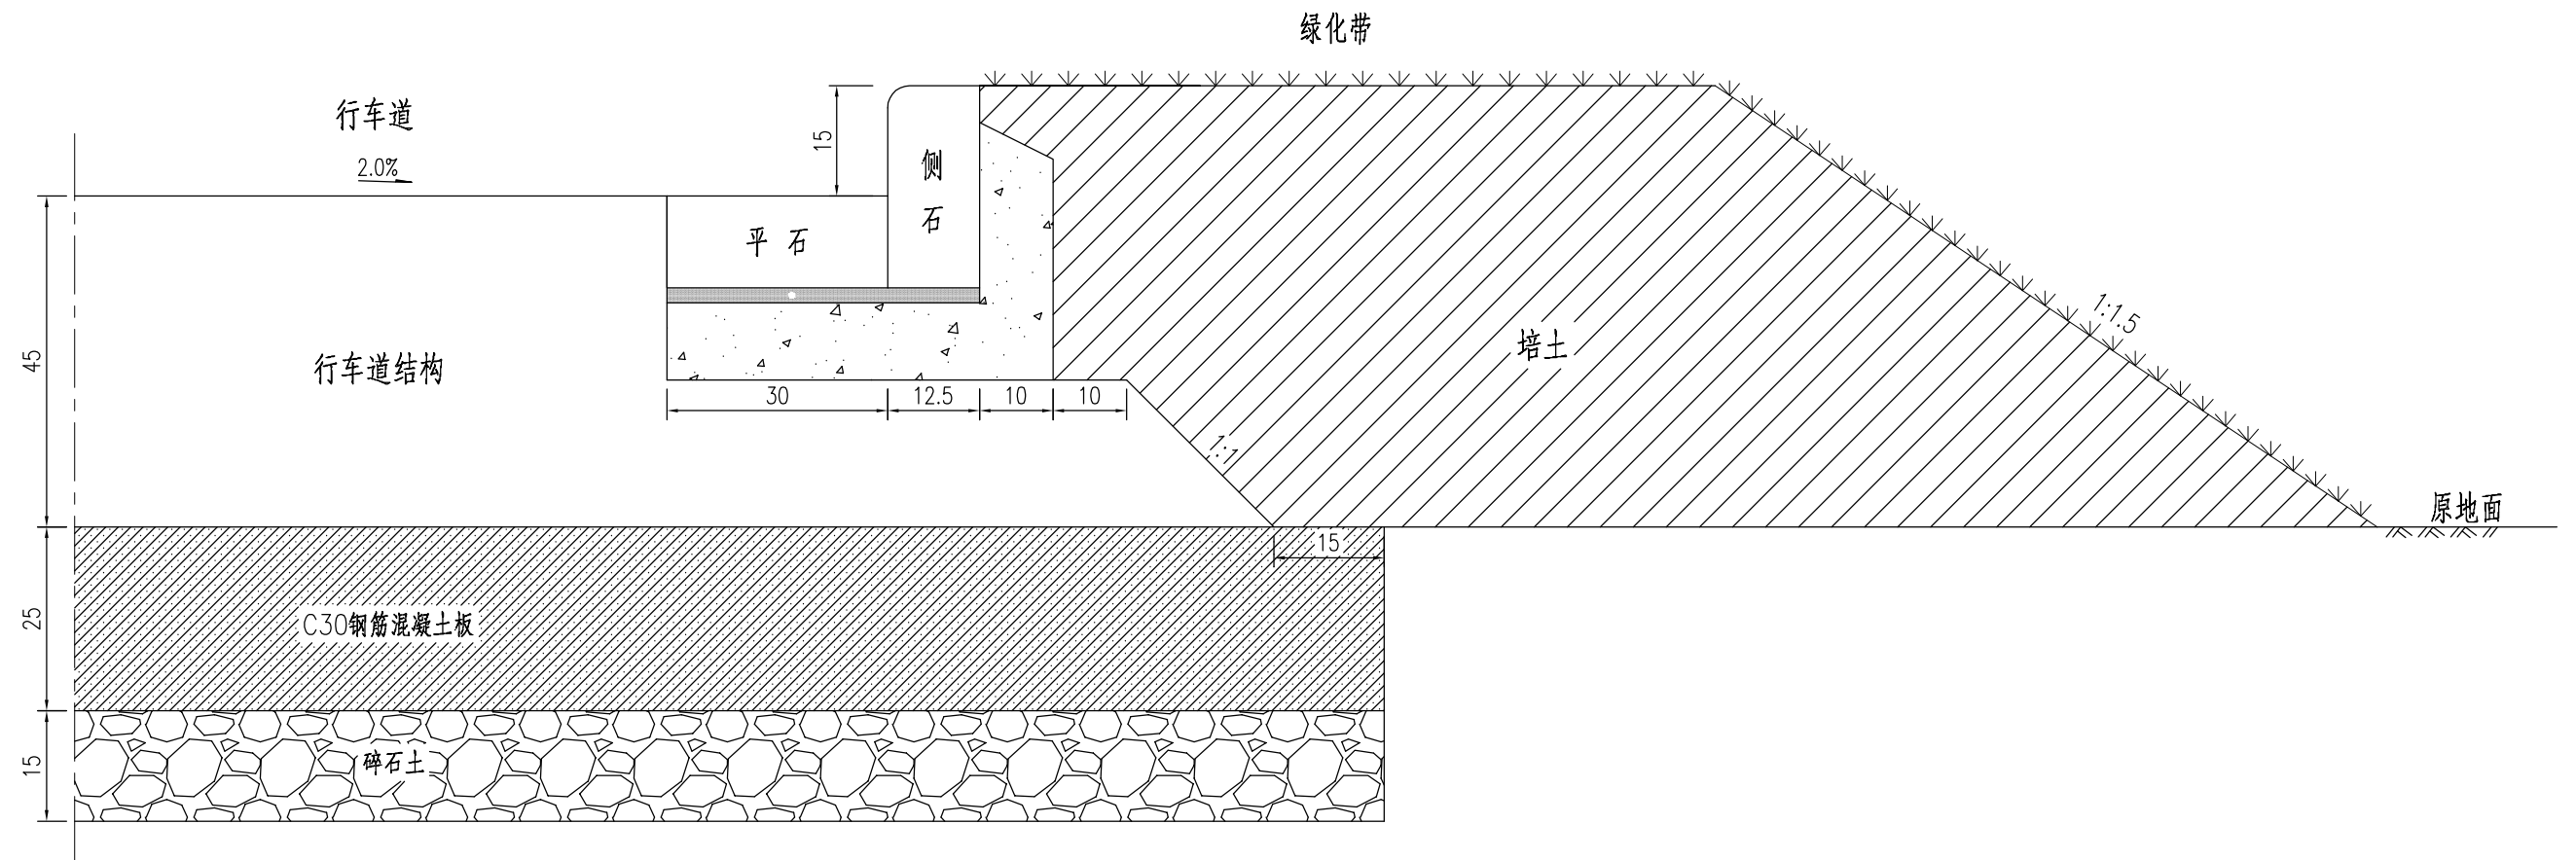 绿化带
行车道
2.0%
15
侧石
平 石
45
行车道结构
培土
1:1.5
30
12.5
10
10
1:1
原地面
15
25
C30钢筋混凝土板
15
碎石土